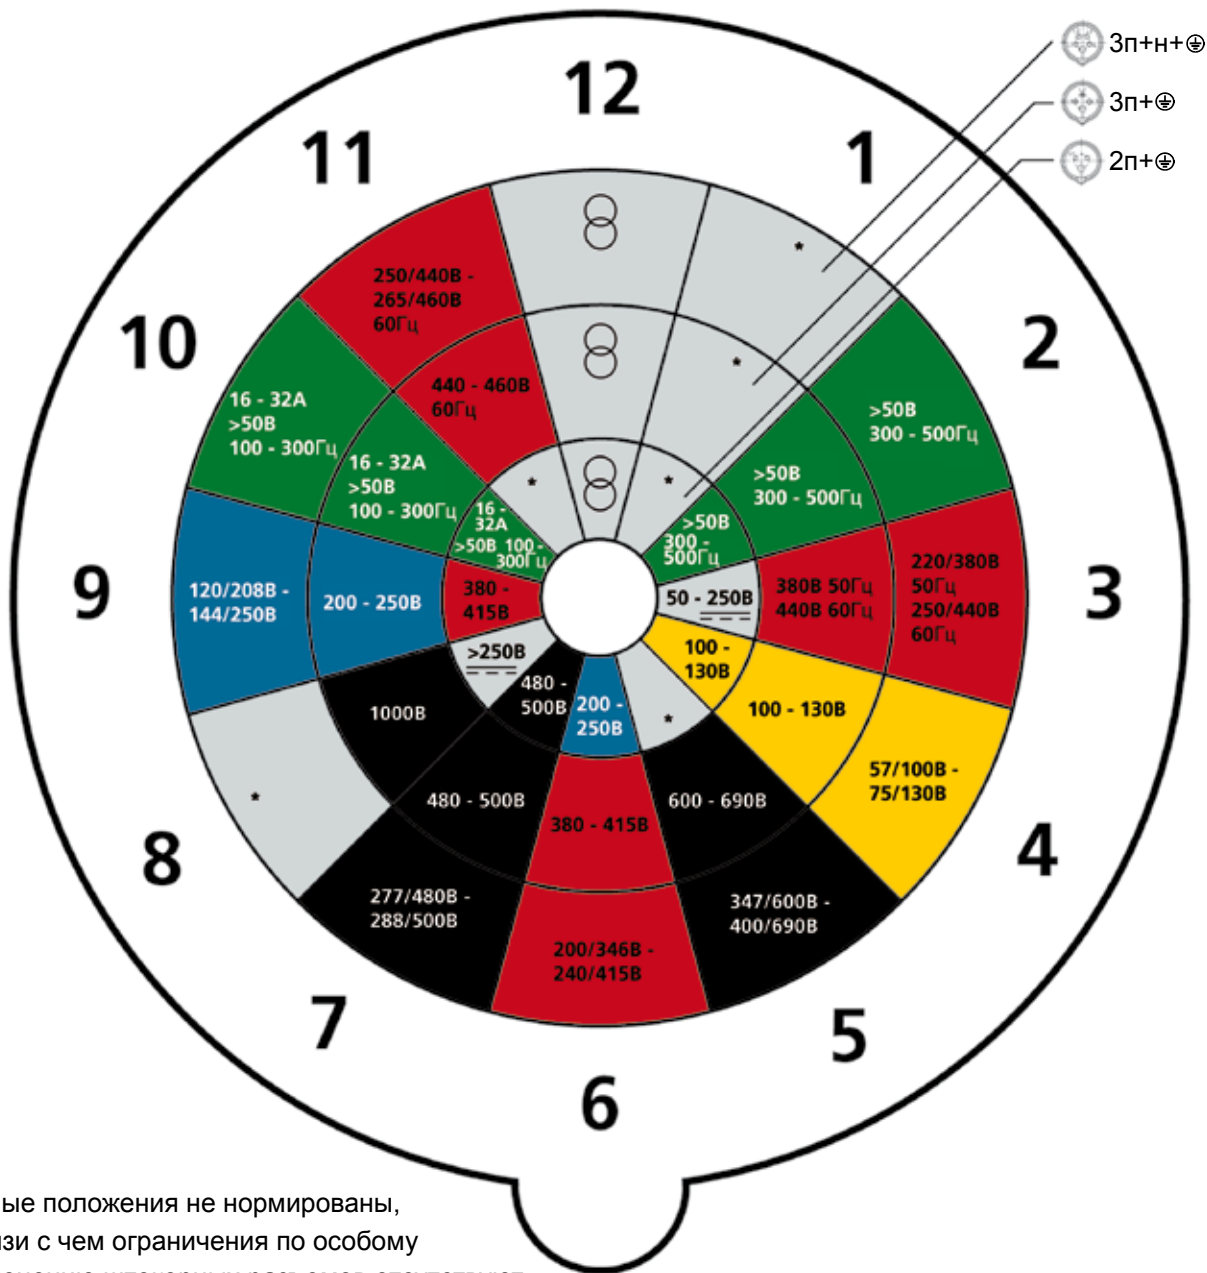 3п+н+
3п+
2п+
12
1
2
3
4
5
6
7
8
9
10
11
*
*
*
>50В
300 - 500Гц
>50В
300 - 500Гц
>50В
300 -
500Гц
220/380В
50Гц
250/440В
60Гц
380В 50Гц
440В 60Гц
50 - 250В
57/100В -
75/130В
100 - 130В
100 -
130В
347/600В -
400/690В
600 - 690В
*
200/346В -
240/415В
380 - 415В
200 -
250В
277/480В -
288/500В
480 - 500В
480 -
500В
*
1000В
>250В
120/208В -
144/250В
200 - 250В
380 -
415В
16 - 32А
>50В
100 - 300Гц
16 - 32А
>50В
100 - 300Гц
16 -
32А
>50В 100 -
300Гц
250/440В -
265/460В
60Гц
440 - 460В
60Гц
*
ые положения не нормированы,
зи с чем ограничения по особому